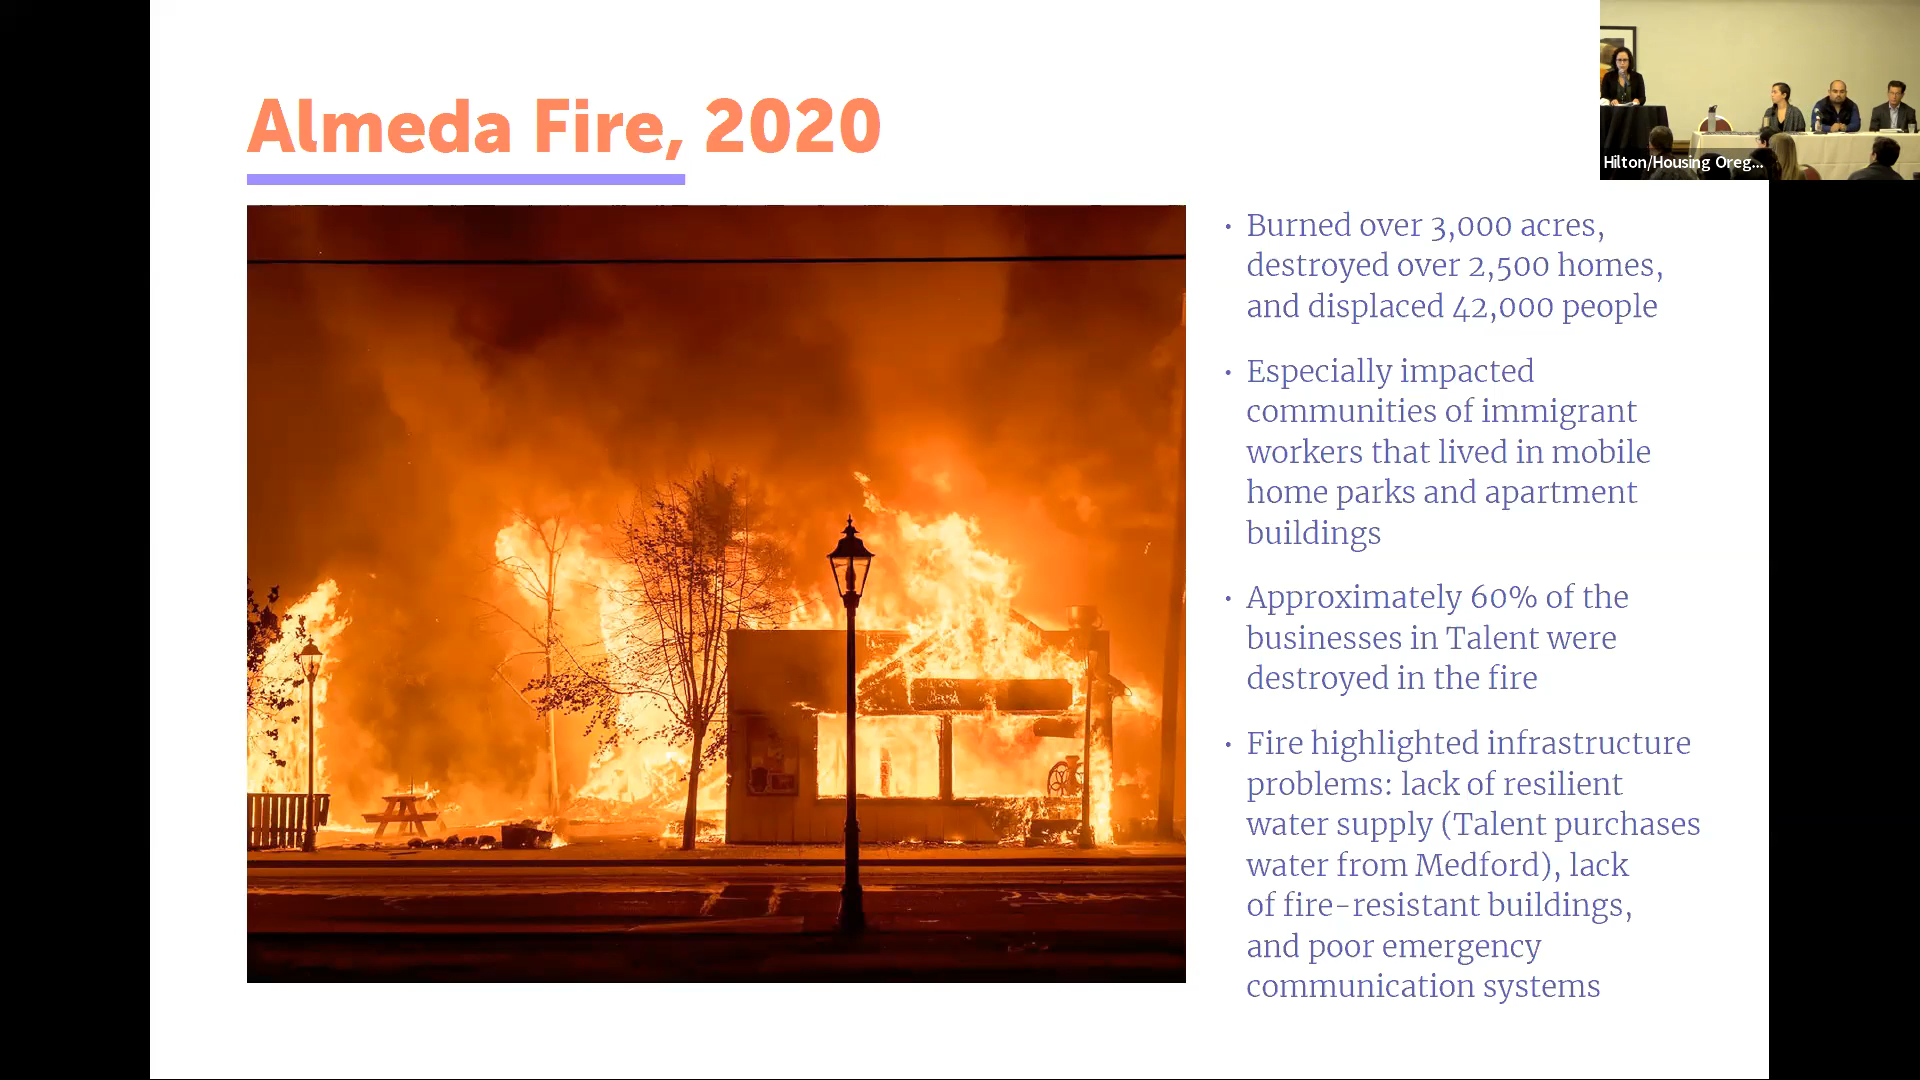 Almeda Fire, 2020
Hilton/Housing Oreg...
• Burned over 3,000 acres,
destroyed over 2,500 homes,
and displaced 42,000 people
• Especially impacted
communities of immigrant
workers that lived in mobile
home parks and apartment
buildings
• Approximately 60% of the
businesses in Talent were
destroyed in the fire
• Fire highlighted infrastructure
problems: lack of resilient
water supply (Talent purchases
water from Medford), lack
of fire-resistant buildings,
and poor emergency
communication systems